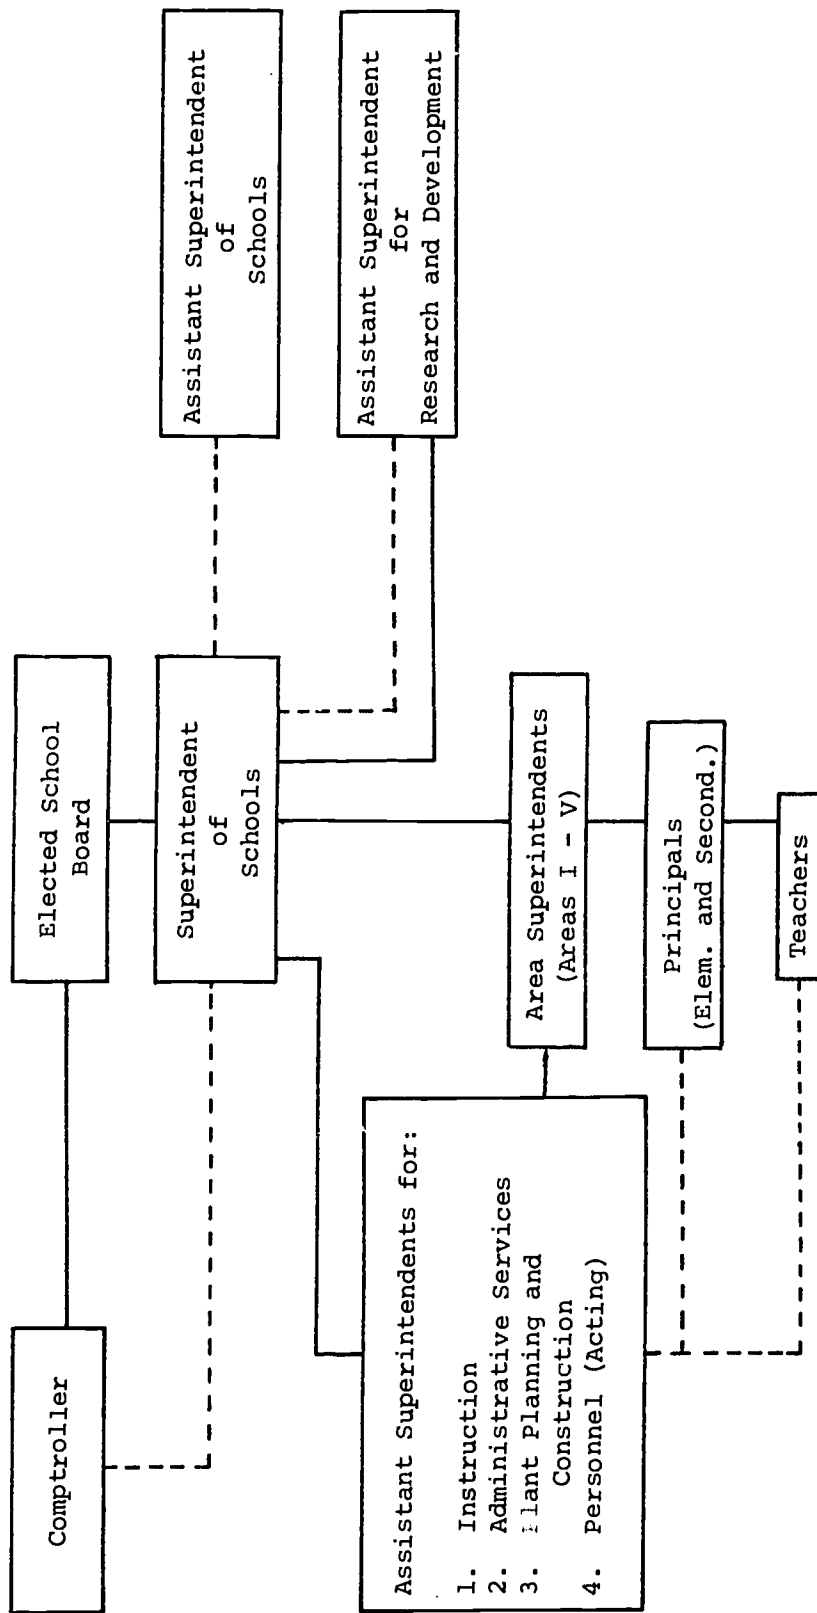 Comptroller
Elected School
Board
Superintendent
of
Schools
Assistant Superintendent
of
Schools
Assistant Superintendent
for
Research and Development
Assistant Superintendents for:
1. Instruction
2. Administrative Services
3. Plant Planning and
Construction
4. Personnel (Acting)
Area Superintendents
(Areas I - V)
Principals
(Elem. and Second.)
Teachers